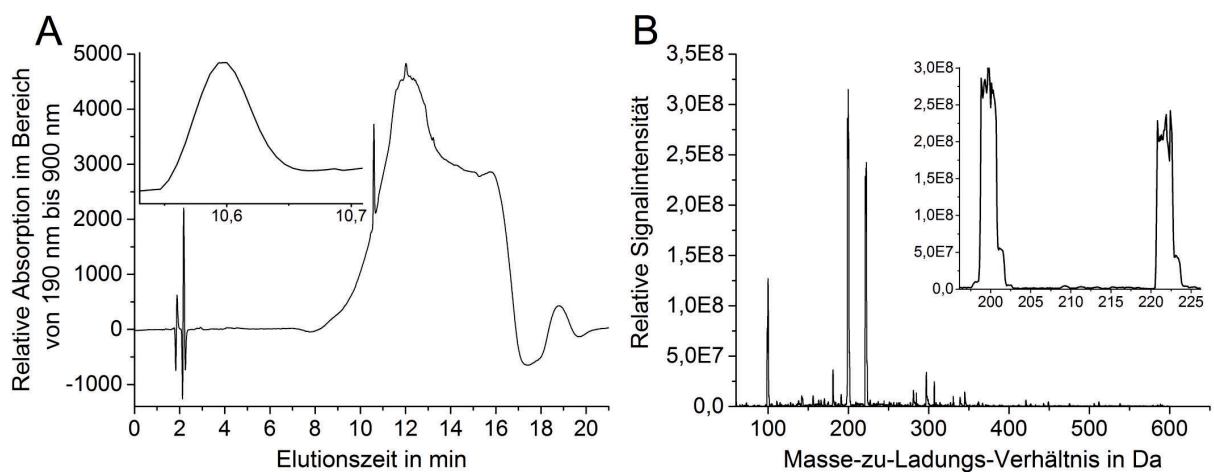 A
Relative Absorption im Bereich
von 190 nm bis 900 nm
5000
4000
3000
2000
1000
0
-1000
10,6
10,7
0
2
4
6
8
10
12
14
16
18
20
Elutionszeit in min
B
Relative Signalintensität
3,5E8
3,0E8
2,5E8
2,0E8
1,5E8
1,0E8
5,0E7
0,0
3,0E8
2,5E8
2,0E8
1,5E8
1,0E8
5,0E7
0,0
200
205
210
215
220
225
100
200
300
400
500
600
Masse-zu-Ladungs-Verhältnis in Da